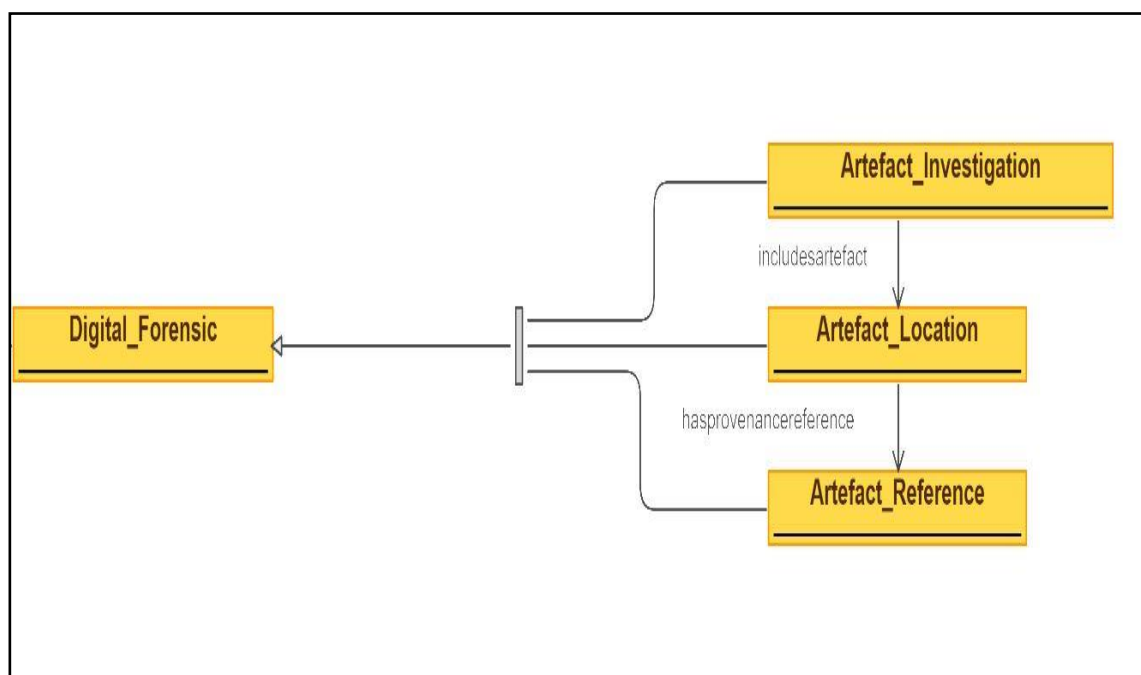 Artefact_Investigation
includesartefact
Digital_Forensic
Artefact_Location
hasprovenancereference
Artefact_Reference